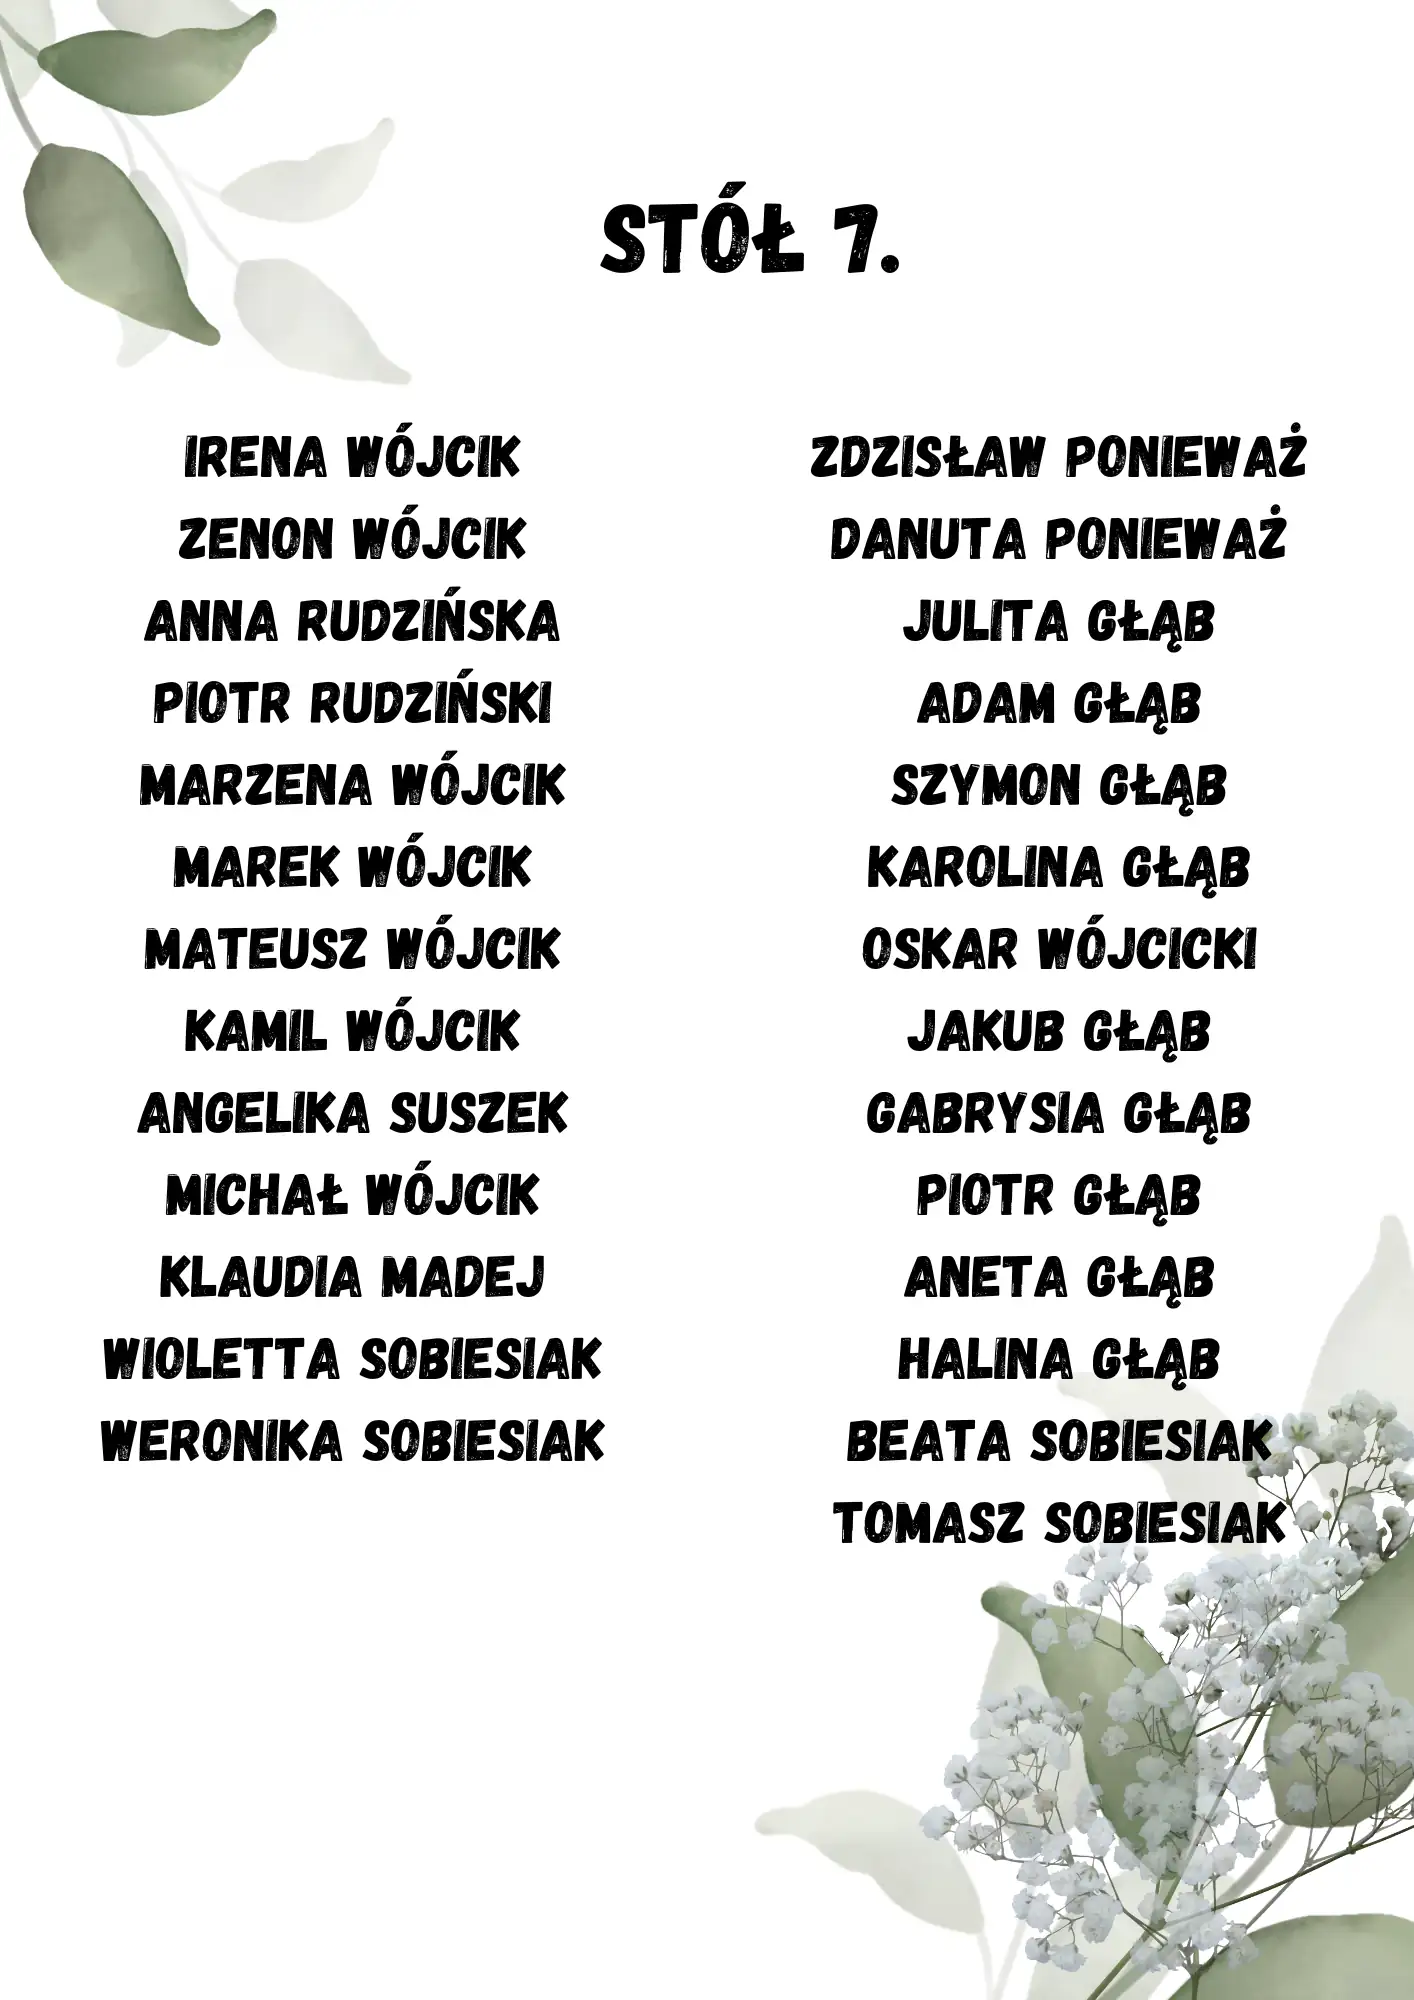 STÓŁ 7.
IRENA WÓJCIK
ZENON WÓJCIK
ANNA RUDZIŃSKA
PIOTR RUDZIŃSKI
MARZENA WÓJCIK
MAREK WÓJCIK
MATEUSZ WÓJCIK
KAMIL WÓJCIK
ANGELIKA SUSZEK
MICHAŁ WÓJCIK
KLAUDIA MADEJ
WIOLETTA SOBIESIAK
WERONIKA SOBIESIAK
ZDZISŁAW PONIEWAŻ
DANUTA PONIEWAŻ
JULITA GŁĄB
ADAM GŁĄB
SZYMON GŁĄB
KAROLINA GŁĄB
OSKAR WÓJCICKI
JAKUB GŁĄB
GABRYSIA GŁĄB
PIOTR GŁĄB
ANETA GŁĄB
HALINA GŁĄB
BEATA SOBIESIAK
TOMASZ SOBIESIAK